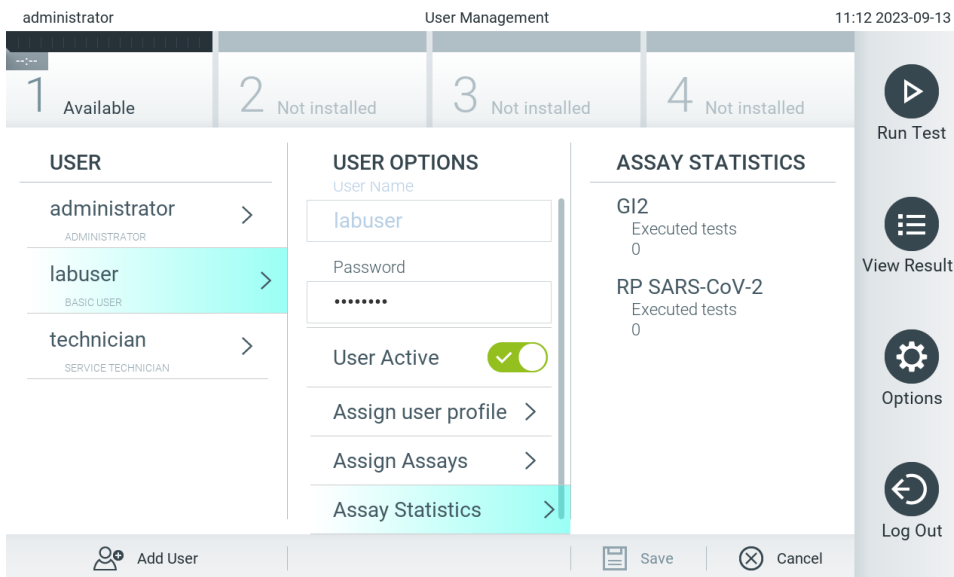 administrator
User Management
11:12 2023-09-13
--:--
1 Available
2 Not installed
3 Not installed
4 Not installed
Run Test
View Result
Options
Log Out
USER
administrator
ADMINISTRATOR
labuser
BASIC USER
technician
SERVICE TECHNICIAN
USER OPTIONS
User Name
labuser
Password
••••••••
User Active
Assign user profile
Assign Assays
Assay Statistics
ASSAY STATISTICS
GI2
Executed tests
0
RP SARS-CoV-2
Executed tests
0
Add User
Save
Cancel